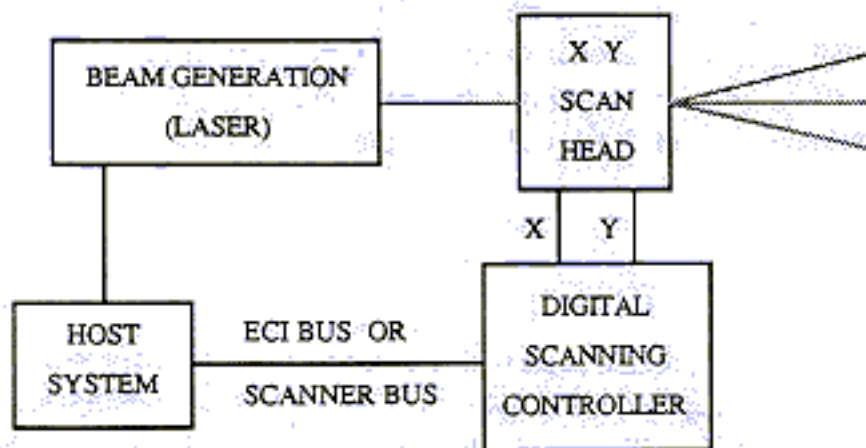 BEAM GENERATION
(LASER)
X Y
SCAN
HEAD
X Y
HOST
SYSTEM
ECI BUS OR
SCANNER BUS
DIGITAL
SCANNING
CONTROLLER